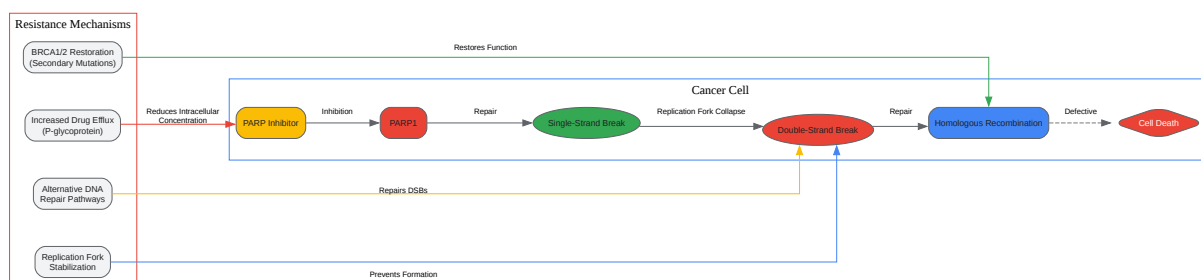 Resistance Mechanisms
BRCA1/2 Restoration
(Secondary Mutations)
Restores Function
Cancer Cell
Increased Drug Efflux
(P-glycoprotein)
Reduces Intracellular
Concentration
PARP Inhibitor
Inhibition
PARP1
Repair
Single-Strand Break
Replication Fork Collapse
Double-Strand Break
Repair
Homologous Recombination
Defective
Cell Death
Alternative DNA
Repair Pathways
Repairs DSBs
Replication Fork
Stabilization
Prevents Formation